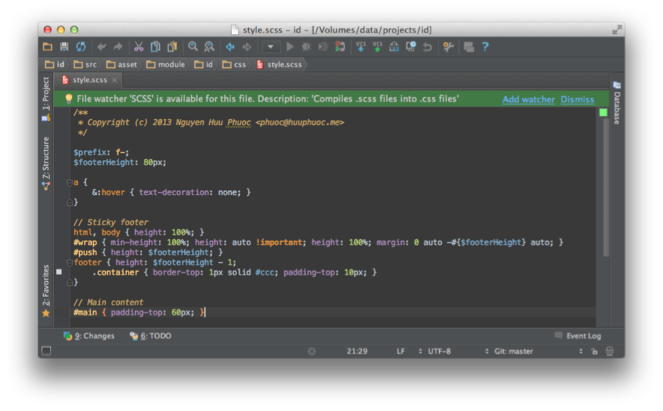 style.scss - id - [/Volumes/data/projects/id]
id src asset module id css style.scss
style.scss
File watcher 'SCSS' is available for this file. Description: 'Compiles .scss files into .css files' Add watcher Dismiss
1: Project
Z: Structure
2: Favorites
/**
* Copyright (c) 2013 Nguyen Huu Phuoc <phuoc@huuphuoc.me>
*/
$prefix: f-;
$footerHeight: 80px;
a {
&:hover { text-decoration: none; }
}
// Sticky footer
html, body { height: 100%; }
#wrap { min-height: 100%; height: auto !important; height: 100%; margin: 0 auto -#{$footerHeight} auto; }
#push { height: $footerHeight; }
footer { height: $footerHeight - 1;
.container { border-top: 1px solid #ccc; padding-top: 10px; }
}
// Main content
#main { padding-top: 60px; }
Database
9: Changes 6: TODO Event Log
21:29 LF UTF-8 Git: master